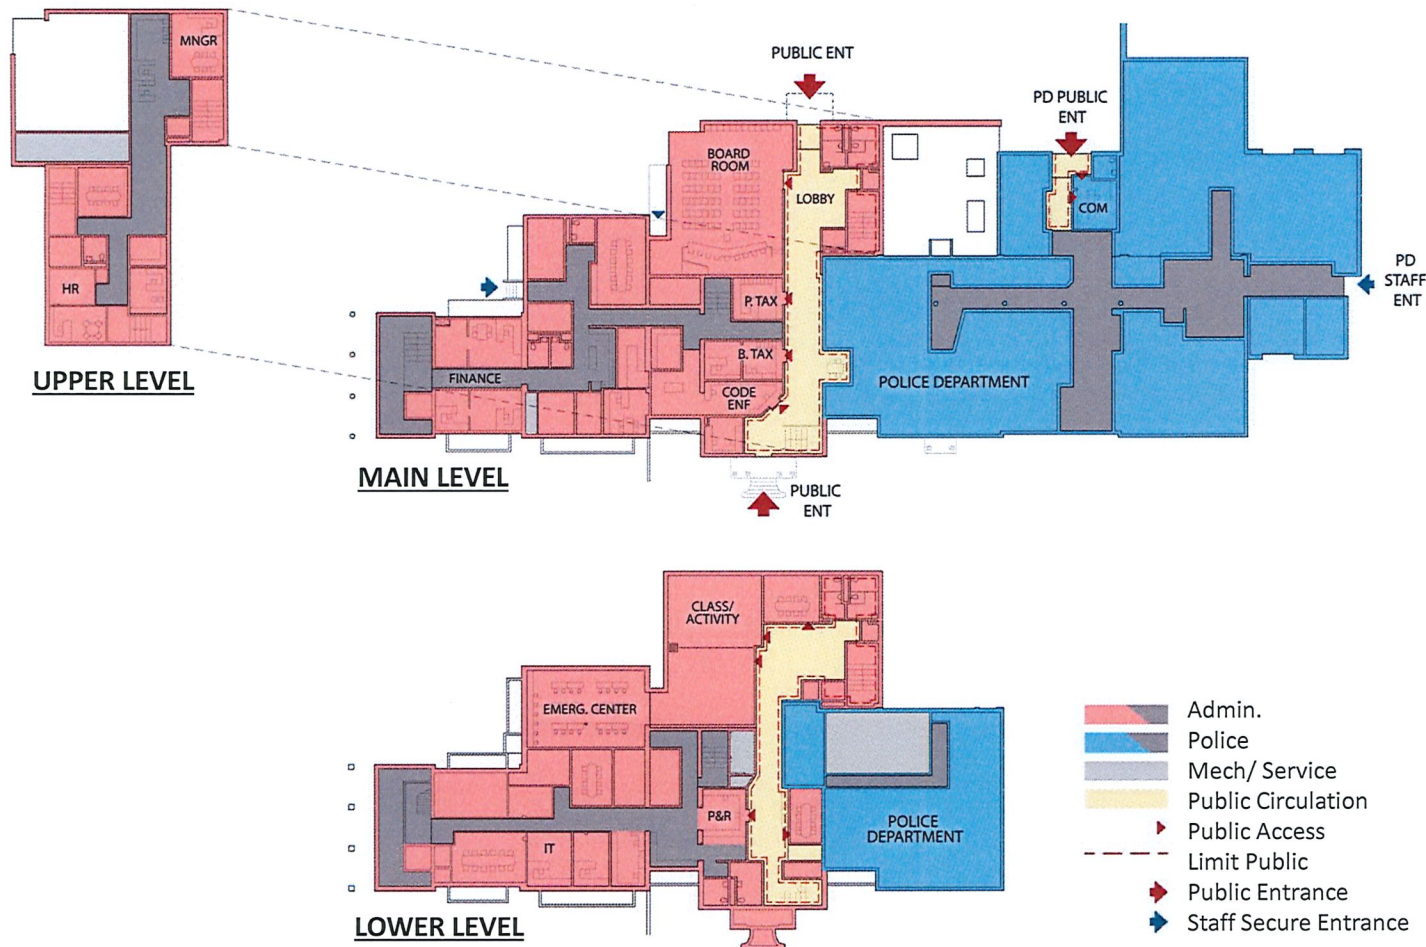 MNGR
HR
UPPER LEVEL
PUBLIC ENT
PD PUBLIC
ENT
BOARD
ROOM
LOBBY
COM
PD
STAFF
ENT
P. TAX
B. TAX
FINANCE
CODE
ENF
POLICE DEPARTMENT
MAIN LEVEL
PUBLIC
ENT
CLASS/
ACTIVITY
EMERG. CENTER
P&R
IT
POLICE
DEPARTMENT
LOWER LEVEL
Admin.
Police
Mech/ Service
Public Circulation
Public Access
Limit Public
Public Entrance
Staff Secure Entrance